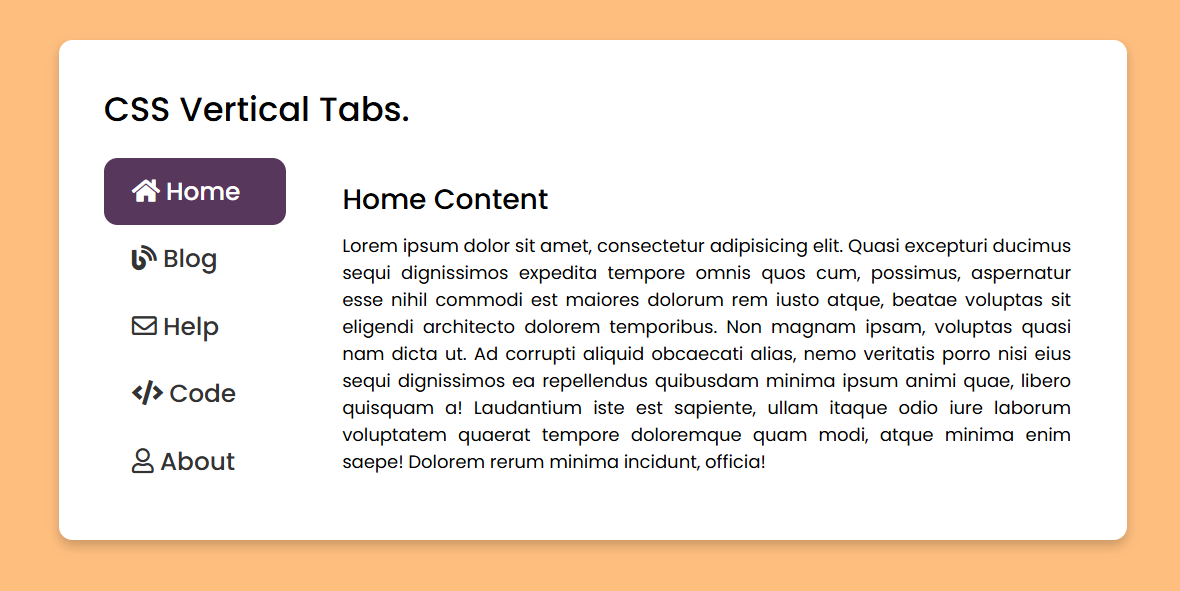 CSS Vertical Tabs.
Home
Blog
Help
Code
About
Home Content
Lorem ipsum dolor sit amet, consectetur adipisicing elit. Quasi excepturi ducimus
sequi dignissimos expedita tempore omnis quos cum, possimus, aspernatur
esse nihil commodi est maiores dolorum rem iusto atque, beatae voluptas sit
eligendi architecto dolorem temporibus. Non magnam ipsam, voluptas quasi
nam dicta ut. Ad corrupti aliquid obcaecati alias, nemo veritatis porro nisi eius
sequi dignissimos ea repellendus quibusdam minima ipsum animi quae, libero
quisquam a! Laudantium iste est sapiente, ullam itaque odio iure laborum
voluptatem quaerat tempore doloremque quam modi, atque minima enim
saepe! Dolorem rerum minima incidunt, officia!